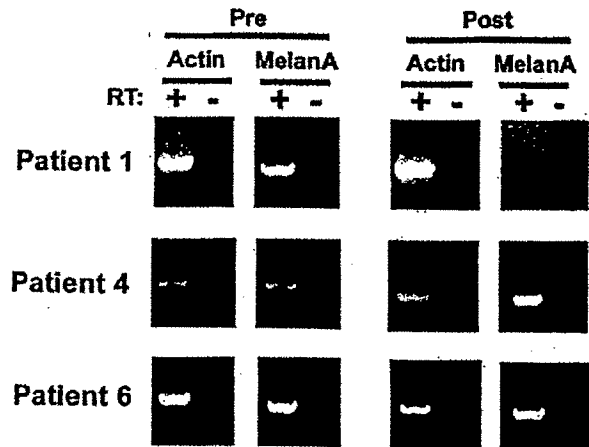 Pre Post
Actin MelanA Actin MelanA
RT: + - + - + - + -
Patient 1
Patient 4
Patient 6